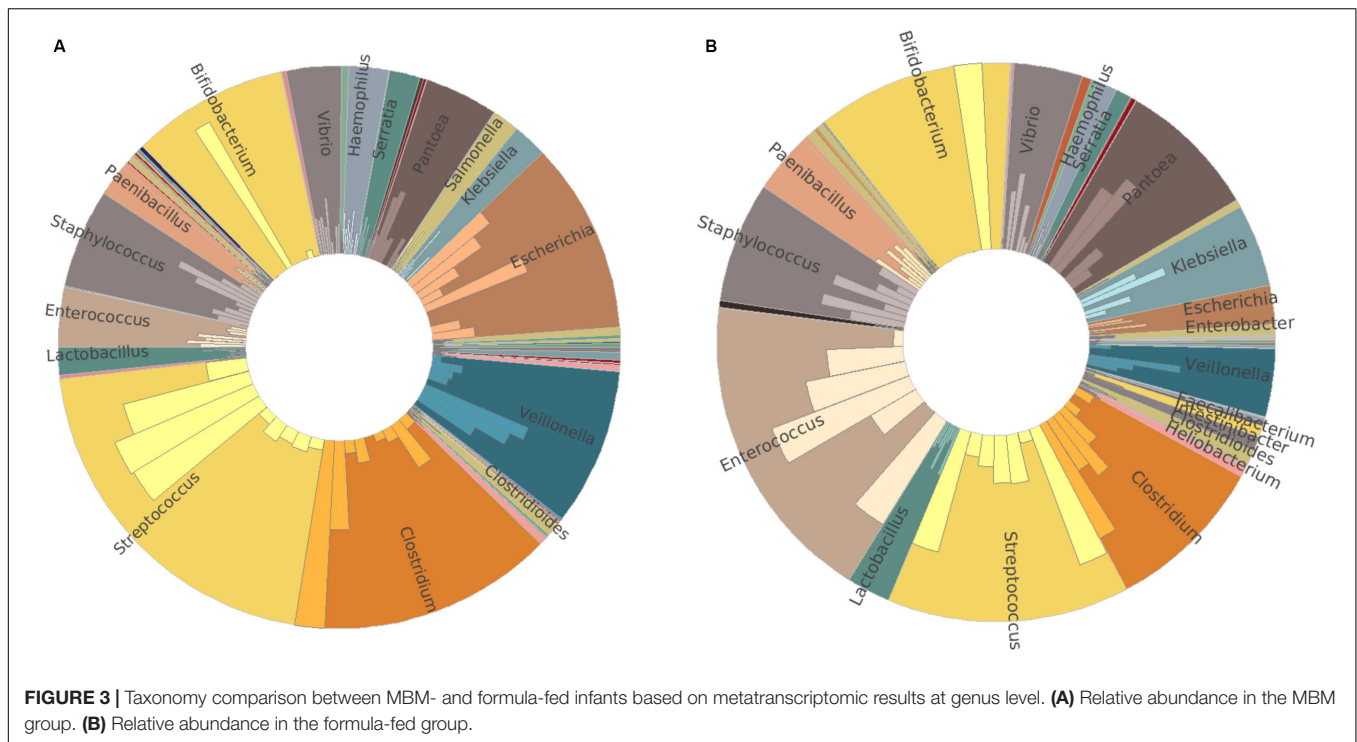 A
Bifidobacterium
Vibrio
Haemophilus
Serratia
Pantoea
Salmonella
Klebsiella
Escherichia
Paenibacillus
Staphylococcus
Enterococcus
Lactobacillus
Streptococcus
Clostridium
Clostridioides
Veillonella
B
Bifidobacterium
Vibrio
Haemophilus
Serratia
Pantoea
Klebsiella
Escherichia
Enterobacter
Veillonella
Faecalibacterium
Intestinibacter
Clostridioides
Heliobacterium
Clostridium
Streptococcus
Lactobacillus
Enterococcus
Staphylococcus
Paenibacillus
FIGURE 3 | Taxonomy comparison between MBM- and formula-fed infants based on metatranscriptomic results at genus level. (A) Relative abundance in the MBM
group. (B) Relative abundance in the formula-fed group.